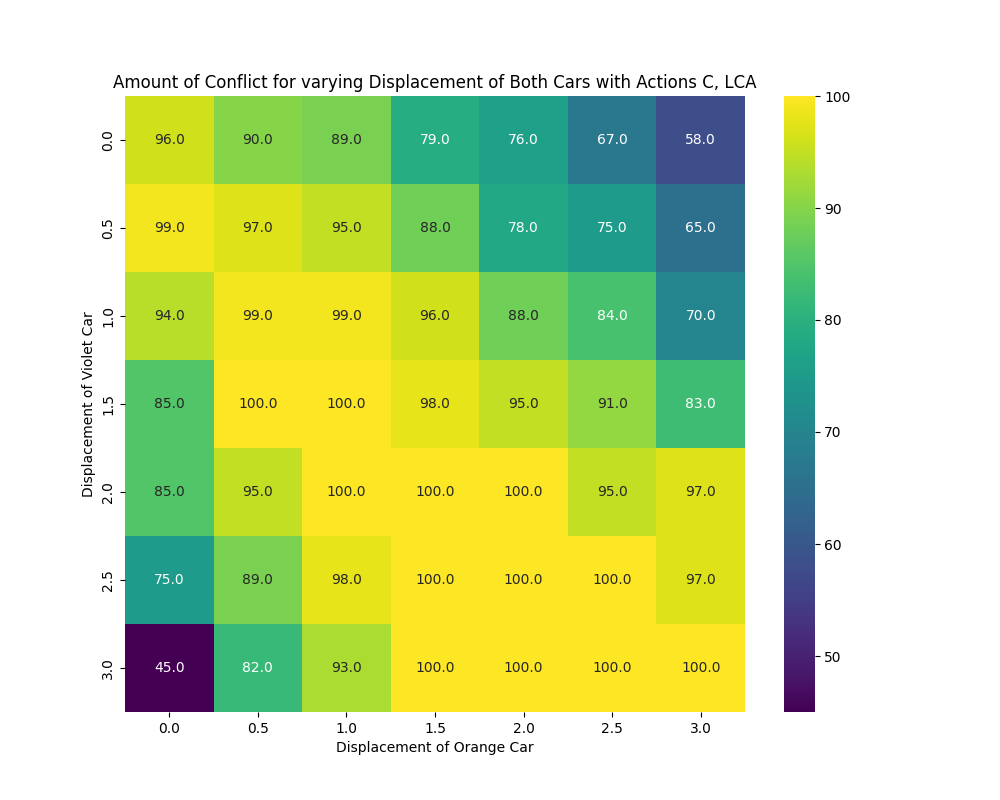 Amount of Conflict for varying Displacement of Both Cars with Actions C, LCA
0.0 96.0 90.0 89.0 79.0 76.0 67.0 58.0
0.5 99.0 97.0 95.0 88.0 78.0 75.0 65.0
1.0 94.0 99.0 99.0 96.0 88.0 84.0 70.0
1.5 85.0 100.0 100.0 98.0 95.0 91.0 83.0
2.0 85.0 95.0 100.0 100.0 100.0 95.0 97.0
2.5 75.0 89.0 98.0 100.0 100.0 100.0 97.0
3.0 45.0 82.0 93.0 100.0 100.0 100.0 100.0
0.0 0.5 1.0 1.5 2.0 2.5 3.0
Displacement of Orange Car
Displacement of Violet Car
100
90
80
70
60
50